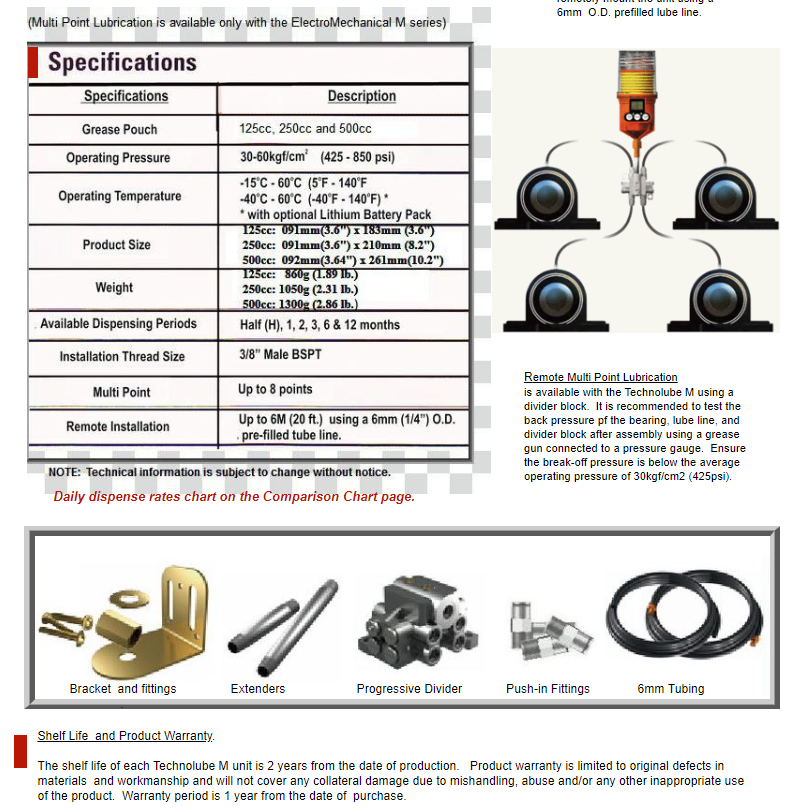 remotely mount the unit using a
6mm O.D. prefilled lube line.
(Multi Point Lubrication is available only with the ElectroMechanical M series)
Specifications
Specifications Description
Grease Pouch 125cc, 250cc and 500cc
Operating Pressure 30-60kgf/cm² (425 - 850 psi)
Operating Temperature
-15°C - 60°C (5°F - 140°F
-40°C - 60°C (-40°F - 140°F) *
* with optional Lithium Battery Pack
Product Size
125cc: 091mm(3.6") x 183mm (3.6")
250cc: 091mm(3.6") x 210mm (8.2")
500cc: 092mm(3.64") x 261mm(10.2")
Weight
125cc: 860g (1.89 lb.)
250cc: 1050g (2.31 lb.)
500cc: 1300g (2.86 lb.)
Available Dispensing Periods Half (H), 1, 2, 3, 6 & 12 months
Installation Thread Size 3/8" Male BSPT
Multi Point Up to 8 points
Remote Installation
Up to 6M (20 ft.) using a 6mm (1/4") O.D.
pre-filled tube line.
NOTE: Technical information is subject to change without notice.
Daily dispense rates chart on the Comparison Chart page.
Remote Multi Point Lubrication
is available with the Technolube M using a
divider block. It is recommended to test the
back pressure pf the bearing, lube line, and
divider block after assembly using a grease
gun connected to a pressure gauge. Ensure
the break-off pressure is below the average
operating pressure of 30kgf/cm2 (425psi).
Bracket and fittings Extenders Progressive Divider Push-in Fittings 6mm Tubing
Shelf Life and Product Warranty.
The shelf life of each Technolube M unit is 2 years from the date of production. Product warranty is limited to original defects in
materials and workmanship and will not cover any collateral damage due to mishandling, abuse and/or any other inappropriate use
of the product. Warranty period is 1 year from the date of purchase.